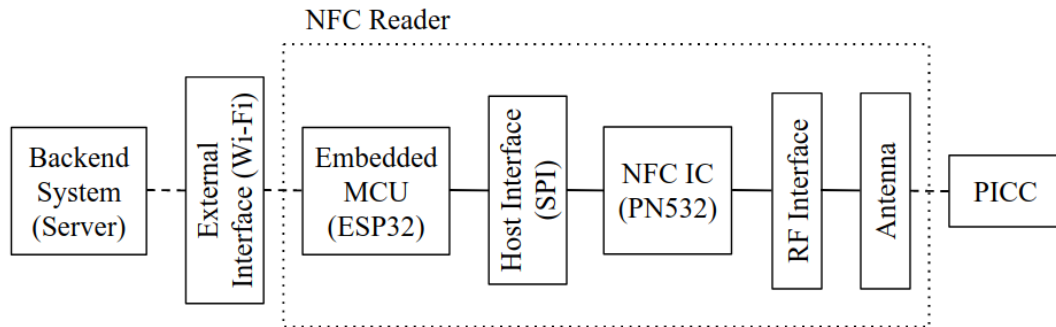 NFC Reader
Backend
System
(Server)
External
Interface (Wi-Fi)
Embedded
MCU
(ESP32)
Host Interface
(SPI)
NFC IC
(PN532)
RF Interface
Antenna
PICC